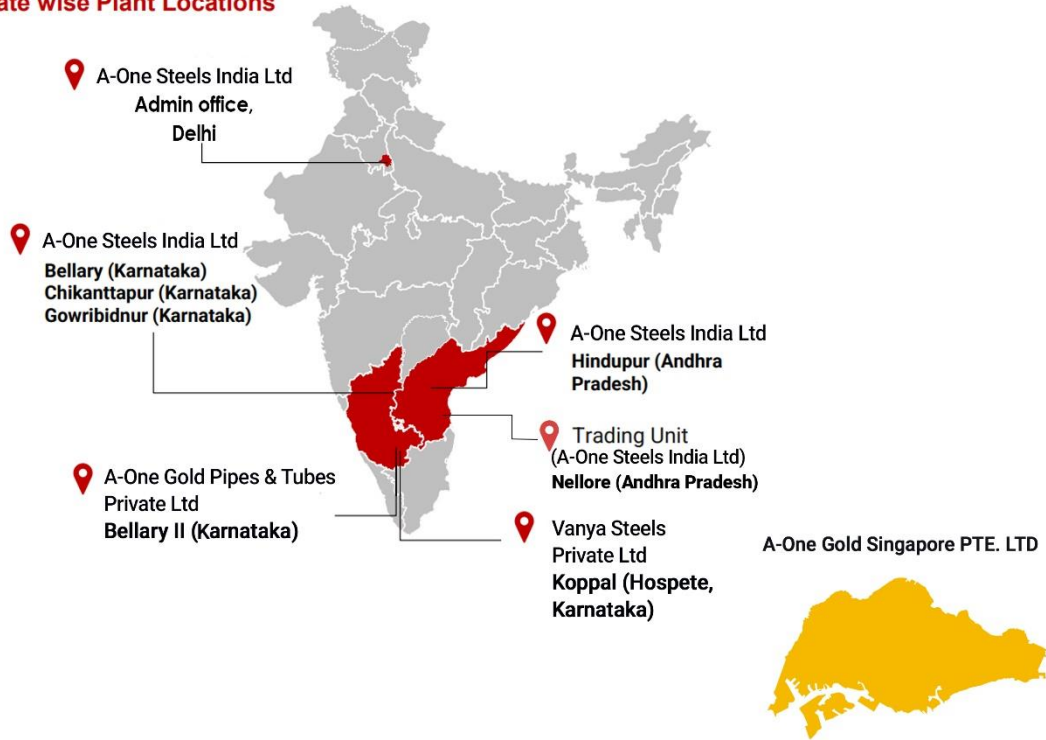 ate wise Plant Locations
A-One Steels India Ltd
Admin office,
Delhi
A-One Steels India Ltd
Bellary (Karnataka)
Chikanttapur (Karnataka)
Gowribidnur (Karnataka)
A-One Steels India Ltd
Hindupur (Andhra
Pradesh)
Trading Unit
(A-One Steels India Ltd)
Nellore (Andhra Pradesh)
A-One Gold Pipes & Tubes
Private Ltd
Bellary II (Karnataka)
Vanya Steels
Private Ltd
Koppal (Hospete,
Karnataka)
A-One Gold Singapore PTE. LTD